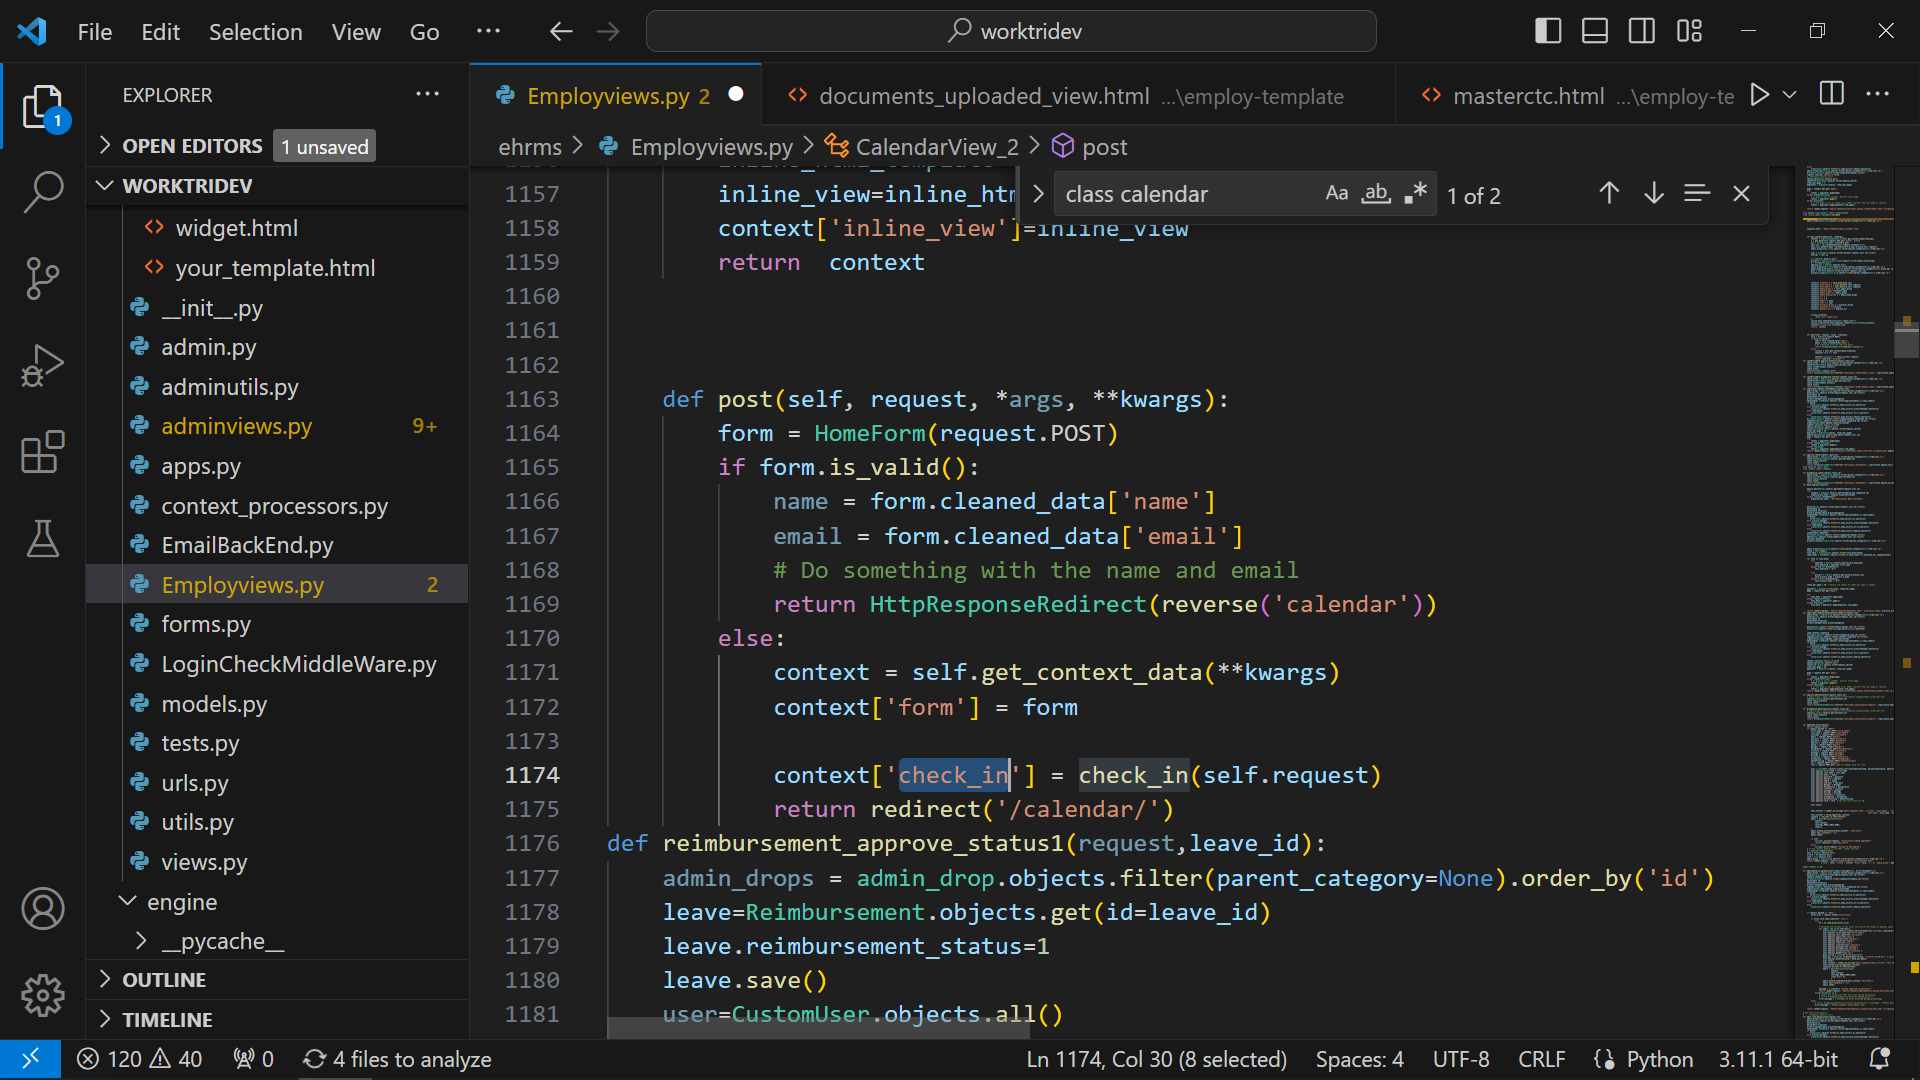 File Edit Selection View Go ··· worktridev
EXPLORER ···
OPEN EDITORS 1 unsaved
WORKTRIDEV
widget.html
your_template.html
__init__.py
admin.py
adminutils.py
adminviews.py 9+
apps.py
context_processors.py
EmailBackEnd.py
Employviews.py 2
forms.py
LoginCheckMiddleWare.py
models.py
tests.py
urls.py
utils.py
views.py
engine
__pycache__
OUTLINE
TIMELINE
1
Employviews.py 2 documents_uploaded_view.html ...\employ-template masterctc.html ...\employ-te
ehrms > Employviews.py > CalendarView_2 > post
class calendar Aa ab .* 1 of 2
1157 inline_view=inline_htm
1158 context['inline_view']=inline_view
1159 return  context
1160
1161
1162
1163 def post(self, request, *args, **kwargs):
1164 form = HomeForm(request.POST)
1165 if form.is_valid():
1166 name = form.cleaned_data['name']
1167 email = form.cleaned_data['email']
1168 # Do something with the name and email
1169 return HttpResponseRedirect(reverse('calendar'))
1170 else:
1171 context = self.get_context_data(**kwargs)
1172 context['form'] = form
1173
1174 context['check_in'] = check_in(self.request)
1175 return redirect('/calendar/')
1176 def reimbursement_approve_status1(request,leave_id):
1177 admin_drops = admin_drop.objects.filter(parent_category=None).order_by('id')
1178 leave=Reimbursement.objects.get(id=leave_id)
1179 leave.reimbursement_status=1
1180 leave.save()
1181 user=CustomUser.objects.all()
120 40 0 4 files to analyze Ln 1174, Col 30 (8 selected) Spaces: 4 UTF-8 CRLF Python 3.11.1 64-bit